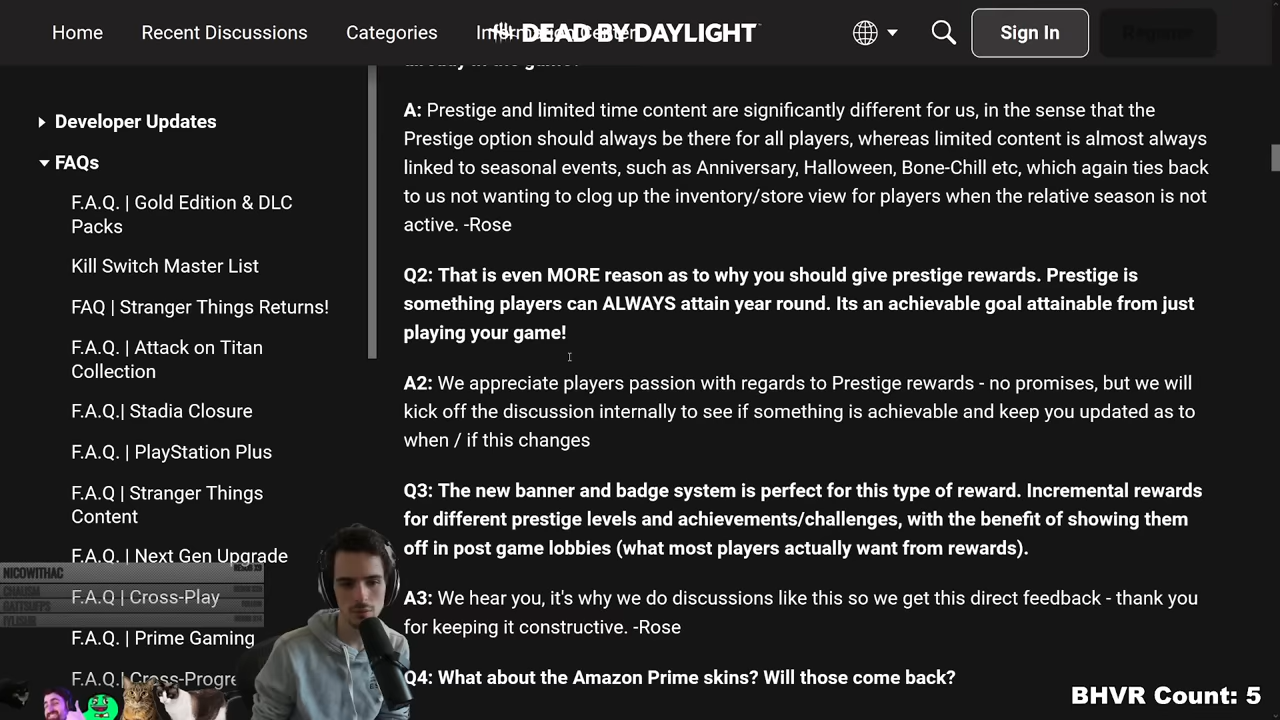 Home
Recent Discussions
Categories
DEAD BY DAYLIGHT
Sign In
Register
Developer Updates
FAQs
F.A.Q. | Gold Edition & DLC
Packs
Kill Switch Master List
FAQ | Stranger Things Returns!
F.A.Q. | Attack on Titan
Collection
F.A.Q.| Stadia Closure
F.A.Q. | PlayStation Plus
F.A.Q | Stranger Things
Content
F.A.Q. | Next Gen Upgrade
F.A.Q | Cross-Play
F.A.Q. | Prime Gaming
F.A.Q. | Cross-Progre
already in the game?
A: Prestige and limited time content are significantly different for us, in the sense that the
Prestige option should always be there for all players, whereas limited content is almost always
linked to seasonal events, such as Anniversary, Halloween, Bone-Chill etc, which again ties back
to us not wanting to clog up the inventory/store view for players when the relative season is not
active. -Rose
Q2: That is even MORE reason as to why you should give prestige rewards. Prestige is
something players can ALWAYS attain year round. Its an achievable goal attainable from just
playing your game!
A2: We appreciate players passion with regards to Prestige rewards - no promises, but we will
kick off the discussion internally to see if something is achievable and keep you updated as to
when / if this changes
Q3: The new banner and badge system is perfect for this type of reward. Incremental rewards
for different prestige levels and achievements/challenges, with the benefit of showing them
off in post game lobbies (what most players actually want from rewards).
A3: We hear you, it's why we do discussions like this so we get this direct feedback - thank you
for keeping it constructive. -Rose
Q4: What about the Amazon Prime skins? Will those come back?
NICOWITHAC
BHVR Count: 5